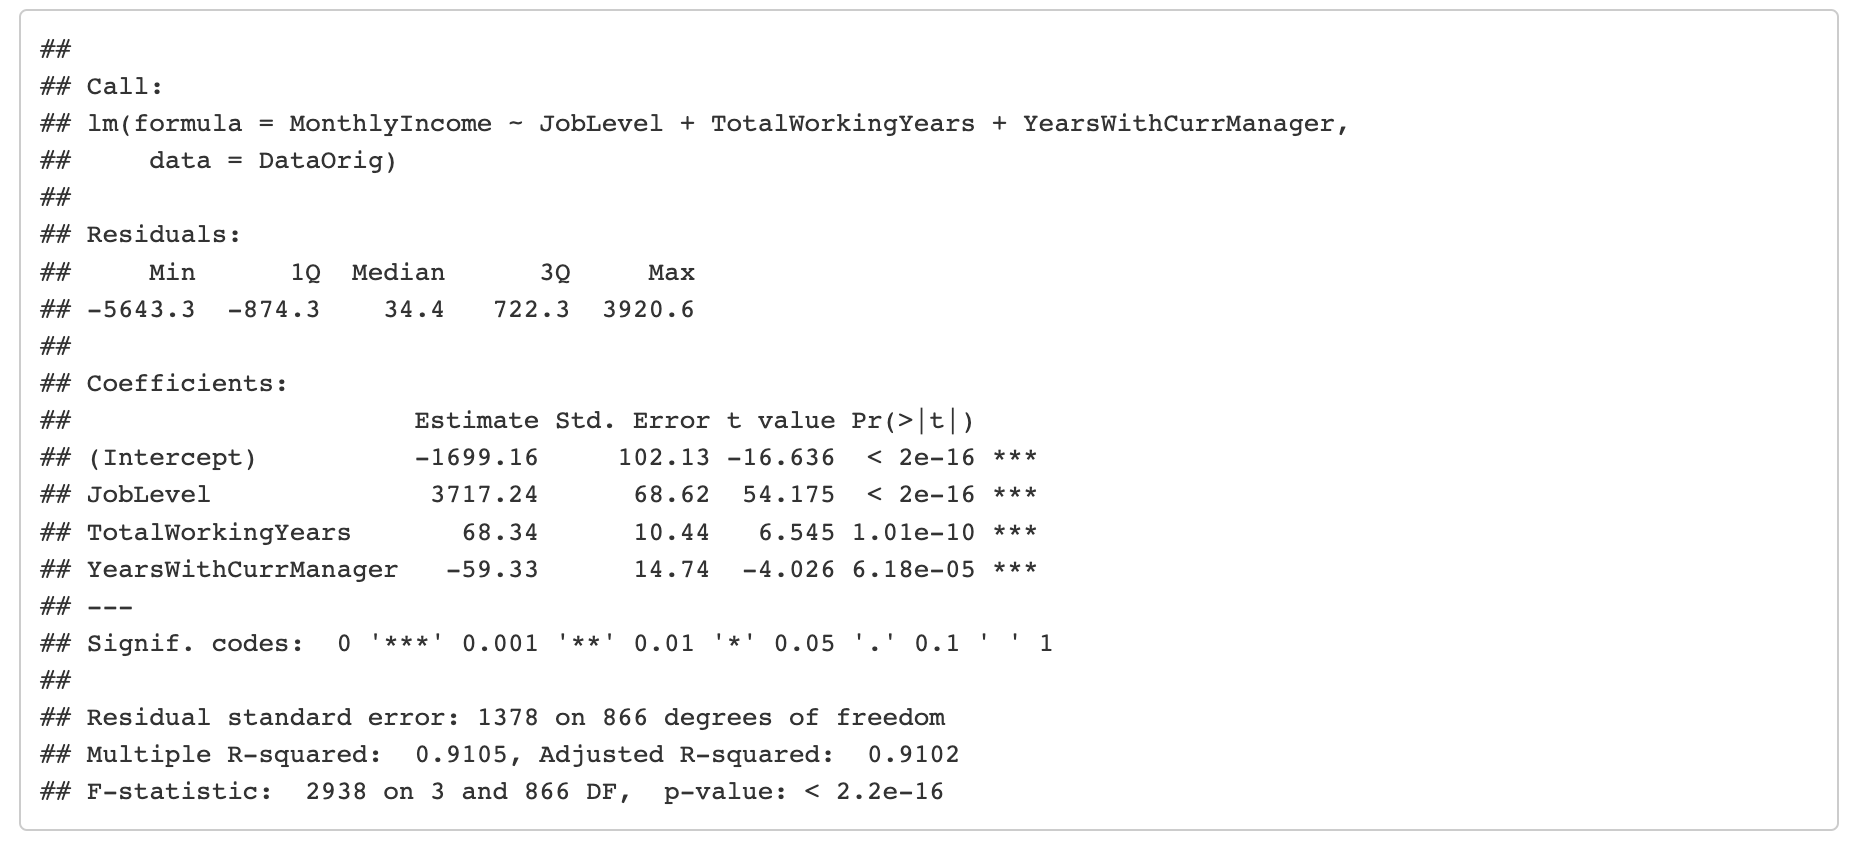 ##
## Call:
## lm(formula = MonthlyIncome ~ JobLevel + TotalWorkingYears + YearsWithCurrManager,
##     data = DataOrig)
##
## Residuals:
##     Min      1Q  Median      3Q     Max
## -5643.3  -874.3    34.4   722.3  3920.6
##
## Coefficients:
##                      Estimate Std. Error t value Pr(>|t|)
## (Intercept)          -1699.16     102.13 -16.636  < 2e-16 ***
## JobLevel              3717.24      68.62  54.175  < 2e-16 ***
## TotalWorkingYears       68.34      10.44   6.545 1.01e-10 ***
## YearsWithCurrManager   -59.33      14.74  -4.026 6.18e-05 ***
## ---
## Signif. codes:  0 '***' 0.001 '**' 0.01 '*' 0.05 '.' 0.1 ' ' 1
##
## Residual standard error: 1378 on 866 degrees of freedom
## Multiple R-squared:  0.9105, Adjusted R-squared:  0.9102
## F-statistic:  2938 on 3 and 866 DF,  p-value: < 2.2e-16